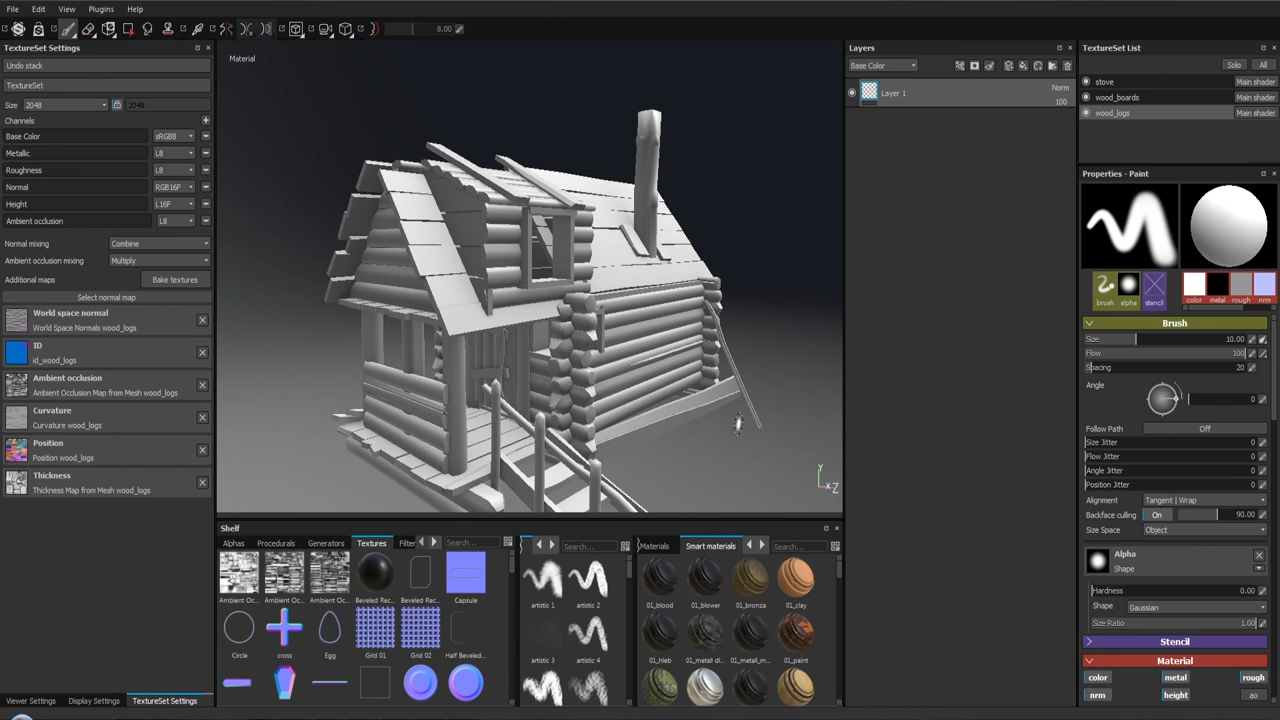 File Edit View Plugins Help
8.00
TextureSet Settings
Undo stack
TextureSet
Size 2048 2048
Channels
Base Color sRGB8
Metallic L8
Roughness L8
Normal RGB16F
Height L16F
Ambient occlusion L8
Normal mixing Combine
Ambient occlusion mixing Multiply
Additional maps Bake textures
Select normal map
World space normal
World Space Normals wood_logs
ID
id_wood_logs
Ambient occlusion
Ambient Occlusion Map from Mesh wood_logs
Curvature
Curvature wood_logs
Position
Position wood_logs
Thickness
Thickness Map from Mesh wood_logs
Viewer Settings Display Settings TextureSet Settings
Material
Y
X Z
Shelf
Alphas Procedurals Generators Textures Filter Search...
Ambient Oc... Ambient Oc... Ambient Oc... Beveled Rec... Beveled Rec... Capsule
Circle cross Egg Grid 01 Grid 02 Half Beveled...
Search...
artistic 1 artistic 2
artistic 3 artistic 4
Materials Smart materials Search...
01_blood 01_blower 01_bronza 01_clay
01_hleb 01_metall di... 01_metall_m... 01_paint
Layers
Base Color
Layer 1 Norm
100
TextureSet List
Solo All
stove Main shader
wood_boards Main shader
wood_logs Main shader
Properties - Paint
brush alpha stencil color metal rough nrm
Brush
Size 10.00
Flow 100
Spacing 20
Angle 0
Follow Path Off
Size Jitter 0
Flow Jitter 0
Angle Jitter 0
Position Jitter 0
Alignment Tangent | Wrap
Backface culling On 90.00
Size Space Object
Alpha
Shape
Hardness 0.00
Shape Gaussian
Size Ratio 1.00
Stencil
Material
color metal rough
nrm height ao